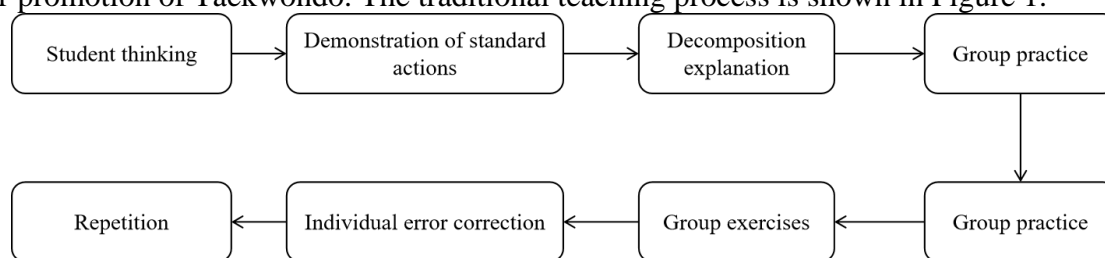 promotion of Taekwondo. The traditional teaching process is shown in Figure 1.
Student thinking
Demonstration of standard
actions
Decomposition
explanation
Group practice
Group practice
Group exercises
Individual error correction
Repetition